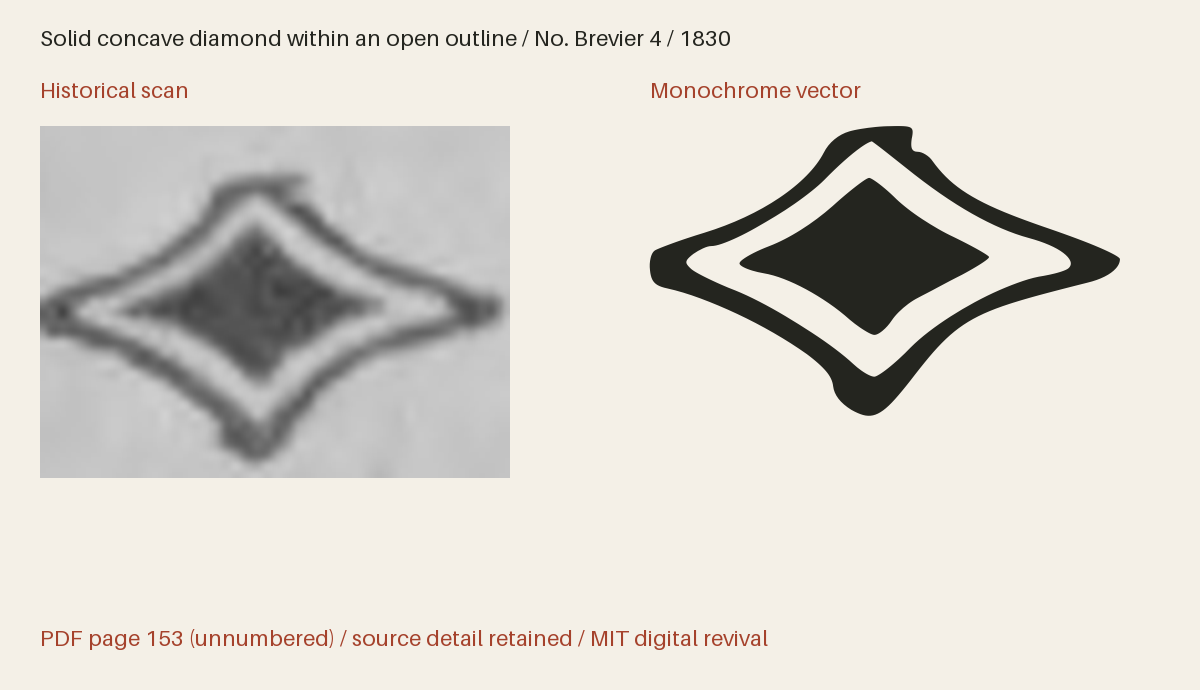 Solid concave diamond within an open outline / No. Brevier 4 / 1830
Historical scan
Monochrome vector
PDF page 153 (unnumbered) / source detail retained / MIT digital revival